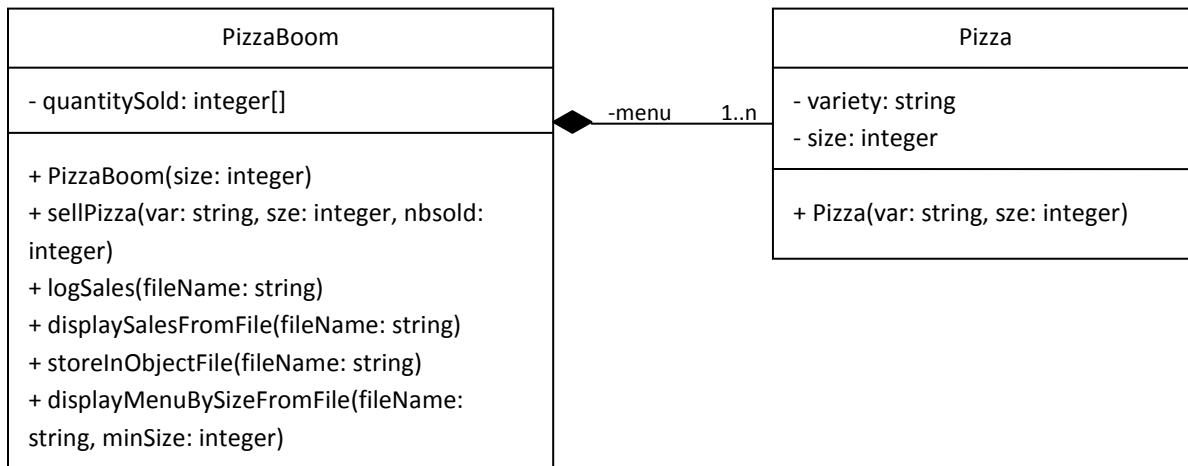 PizzaBoom
- quantitySold: integer[]
+ PizzaBoom(size: integer)
+ sellPizza(var: string, sze: integer, nbsold:
integer)
+ logSales(fileName: string)
+ displaySalesFromFile(fileName: string)
+ storeInObjectFile(fileName: string)
+ displayMenuBySizeFromFile(fileName:
string, minSize: integer)
-menu 1..n
Pizza
- variety: string
- size: integer
+ Pizza(var: string, sze: integer)